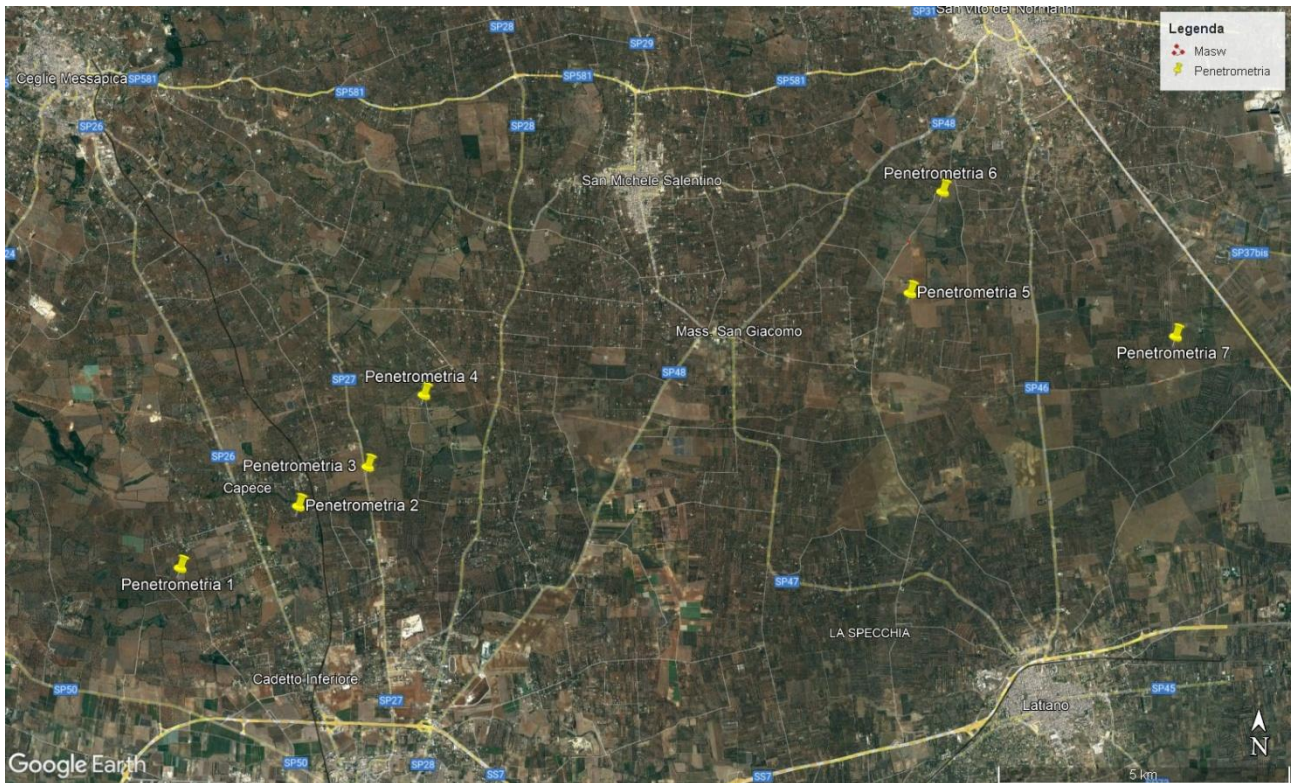 SP28
SP31
San Vito dei Normanni
Legenda
Masw
Penetrometria
SP29
Ceglie Messapica
SP581
SP581
SP581
SP581
SP26
SP28
SP48
San Michele Salentino
Penetrometria 6
24
SP37bis
Penetrometria 5
Mass. San Giacomo
Penetrometria 7
SP27
Penetrometria 4
SP48
SP46
SP26
Penetrometria 3
Capece
Penetrometria 2
Penetrometria 1
SP47
LA SPECCHIA
Cadetto Inferiore
SP50
SP27
SP45
Latiano
N
Google Earth
SP50
SP28
SS7
SS7
5 km